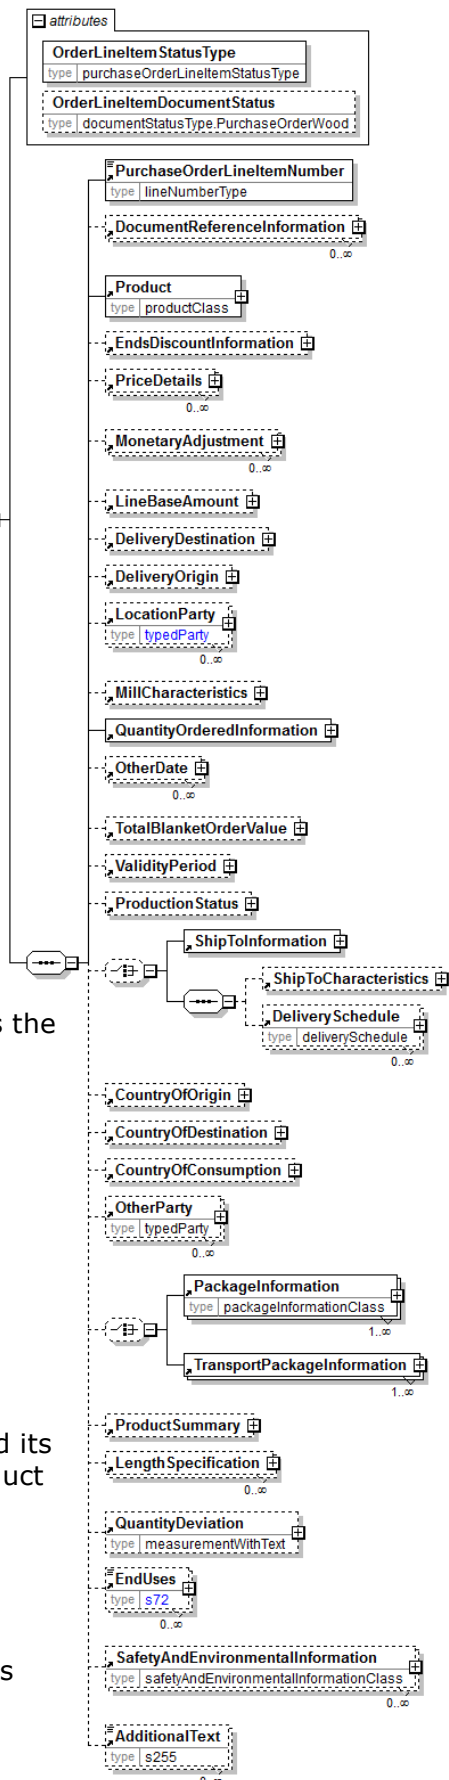 attributes
OrderLineItemStatusType
type purchaseOrderLineItemStatusType
OrderLineItemDocumentStatus
type documentStatusType.PurchaseOrderWood
PurchaseOrderLineItemNumber
type lineNumberType
DocumentReferenceInformation
0..∞
Product
type productClass
EndsDiscountInformation
PriceDetails
0..∞
MonetaryAdjustment
0..∞
LineBaseAmount
DeliveryDestination
DeliveryOrigin
LocationParty
type typedParty
0..∞
MillCharacteristics
QuantityOrderedInformation
OtherDate
0..∞
TotalBlanketOrderValue
ValidityPeriod
ProductionStatus
ShipToInformation
ShipToCharacteristics
DeliverySchedule
s the
type deliverySchedule
0..∞
CountryOfOrigin
CountryOfDestination
CountryOfConsumption
OtherParty
type typedParty
0..∞
PackageInformation
type packageInformationClass
1..∞
TransportPackageInformation
1..∞
ProductSummary
d its
LengthSpecification
uct
0..∞
QuantityDeviation
type measurementWithText
EndUses
type s72
0..∞
SafetyAndEnvironmentalInformation
s
type safetyAndEnvironmentalInformationClass
0..∞
AdditionalText
type s255
0..∞